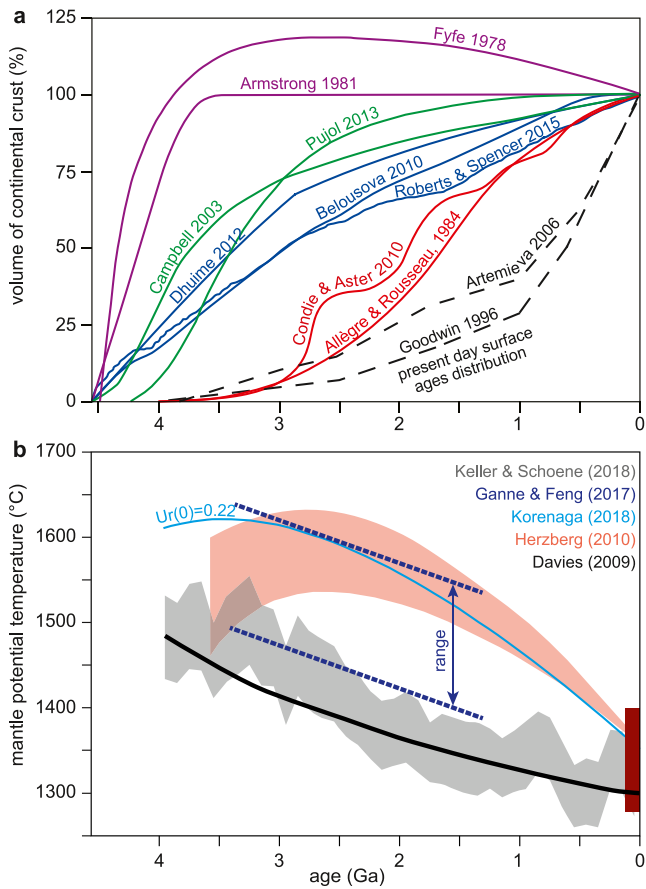 a
125
100
75
50
25
0
volume of continental crust (%)
Fyfe 1978
Armstrong 1981
Pujol 2013
Campbell 2003
Dhuime 2012
Belousova 2010
Roberts & Spencer 2015
Condie & Aster 2010
Allègre & Rousseau, 1984
Artemieva 2006
Goodwin 1996
present day surface
ages distribution
4
3
2
1
0
b
1700
1600
1500
1400
1300
mantle potential temperature (°C)
Keller & Schoene (2018)
Ganne & Feng (2017)
Korenaga (2018)
Herzberg (2010)
Davies (2009)
Ur(0)=0.22
range
4
3
2
1
0
age (Ga)